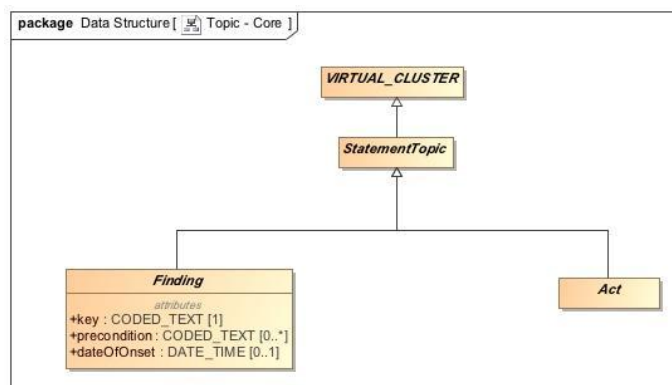 package Data Structure [ Topic - Core ]
VIRTUAL_CLUSTER
StatementTopic
Finding
attributes
+key : CODED_TEXT [1]
+precondition : CODED_TEXT [0..*]
+dateOfOnset : DATE_TIME [0..1]
Act